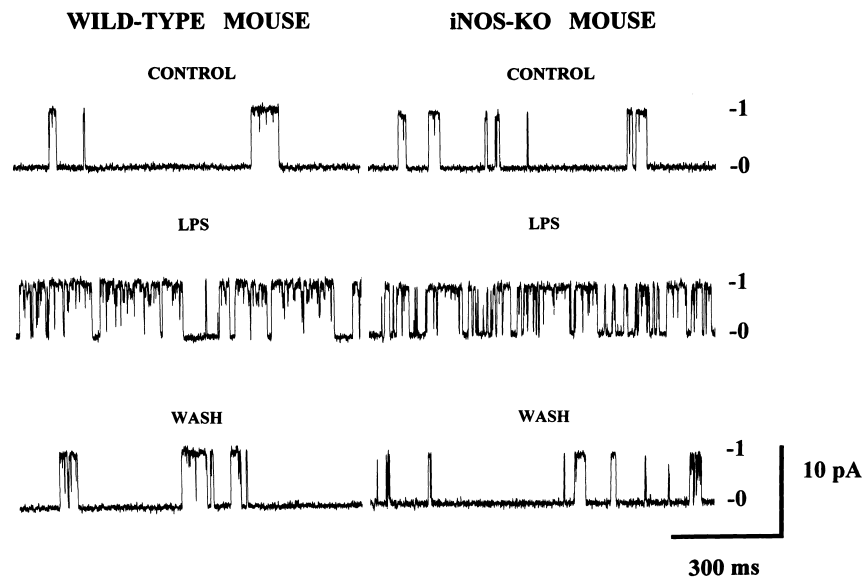 WILD-TYPE MOUSE
iNOS-KO MOUSE
CONTROL
CONTROL
-1
-0
LPS
LPS
-1
-0
WASH
WASH
-1
-0
10 pA
300 ms